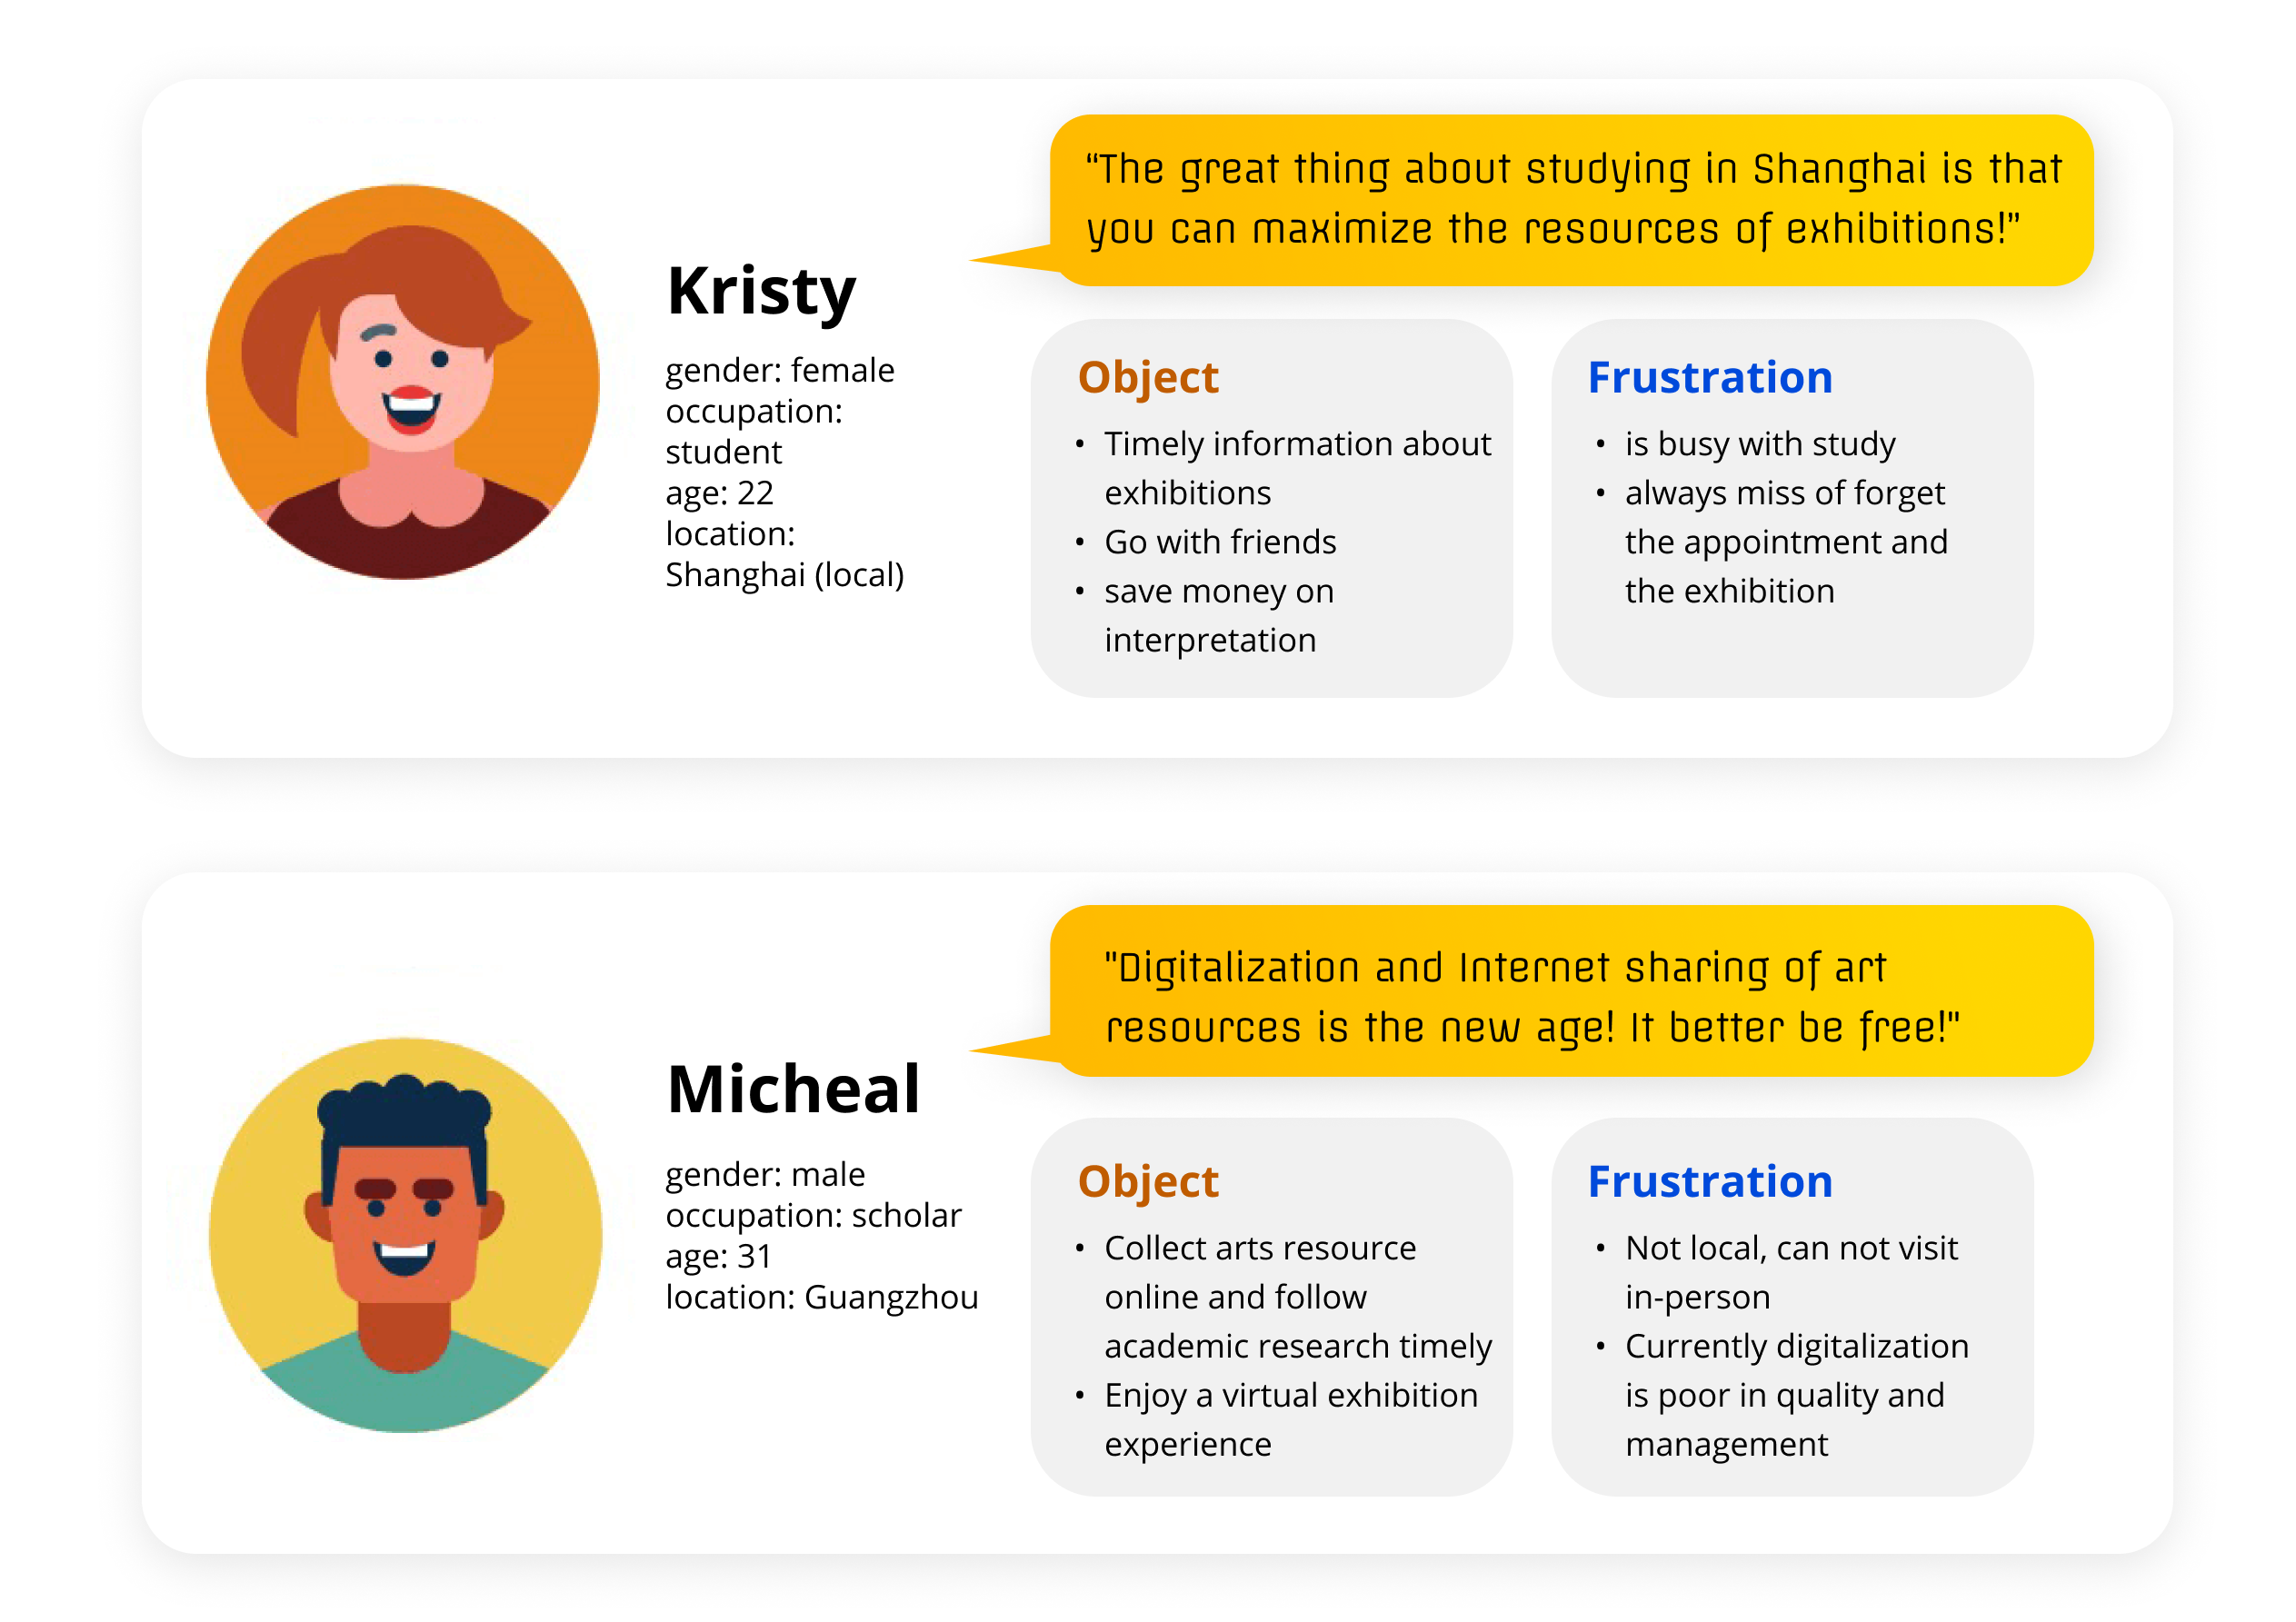 “The great thing about studying in Shanghai is that
you can maximize the resources of exhibitions!”
Kristy
gender: female
occupation:
student
age: 22
location:
Shanghai (local)
Object
• Timely information about
exhibitions
• Go with friends
• save money on
interpretation
Frustration
• is busy with study
• always miss of forget
the appointment and
the exhibition
"Digitalization and Internet sharing of art
resources is the new age! It better be free!"
Micheal
gender: male
occupation: scholar
age: 31
location: Guangzhou
Object
• Collect arts resource
online and follow
academic research timely
• Enjoy a virtual exhibition
experience
Frustration
• Not local, can not visit
in-person
• Currently digitalization
is poor in quality and
management